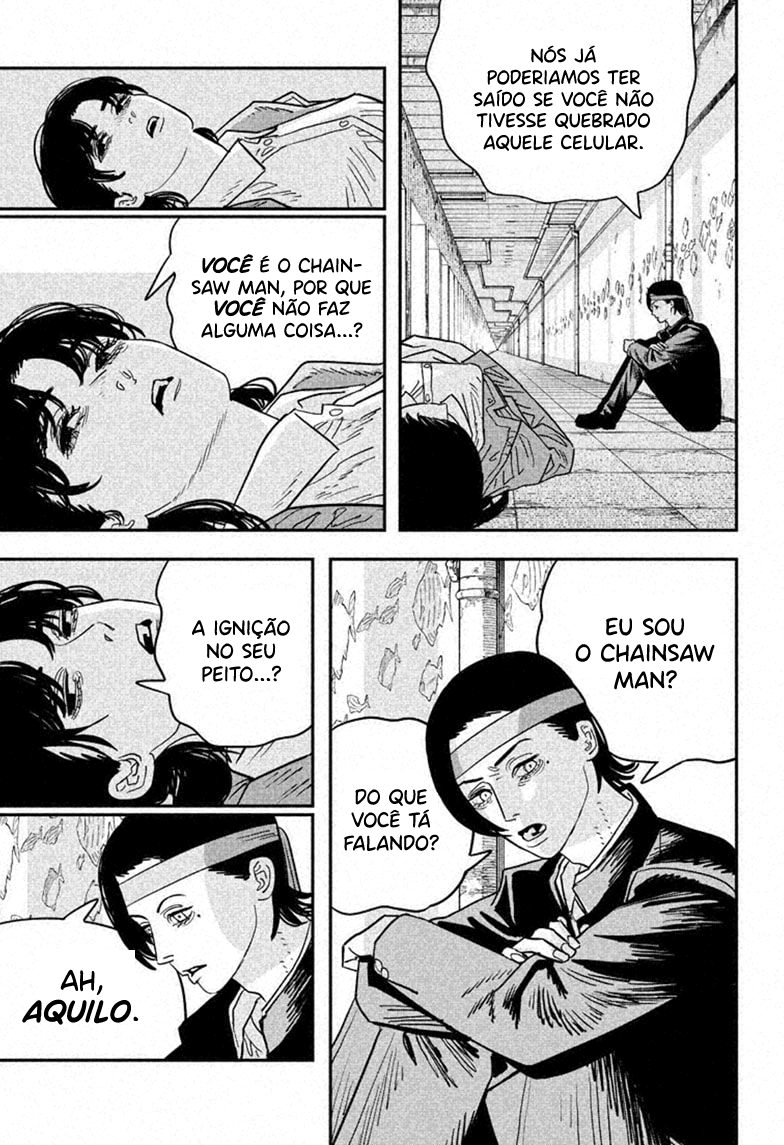 NÓS JÁ
PODERIAMOS TER
SAÍDO SE VOCÊ NÃO
TIVESSE QUEBRADO
AQUELE CELULAR.
VOCÊ É O CHAIN-
SAW MAN, POR QUE
VOCÊ NÃO FAZ
ALGUMA COISA...?
EU SOU
O CHAINSAW
MAN?
DO QUE
VOCÊ TÁ
FALANDO?
A IGNIÇÃO
NO SEU
PEITO...?
AH,
AQUILO.